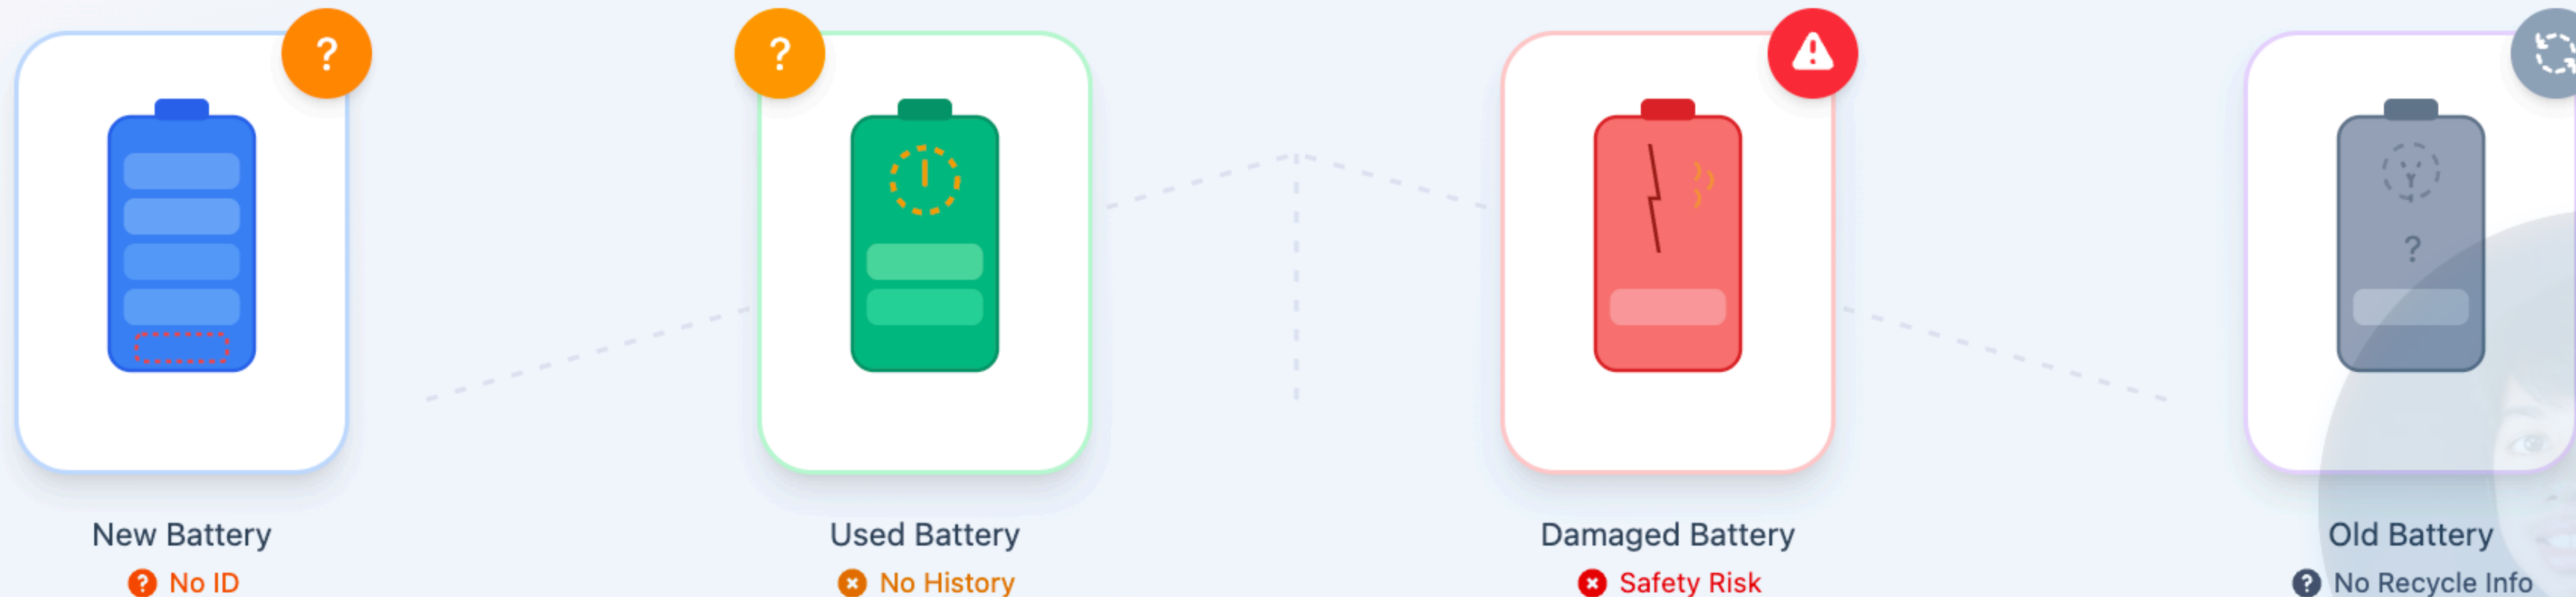 ?
?
?
New Battery
Used Battery
Damaged Battery
Old Battery
? No ID
No History
Safety Risk
? No Recycle Info